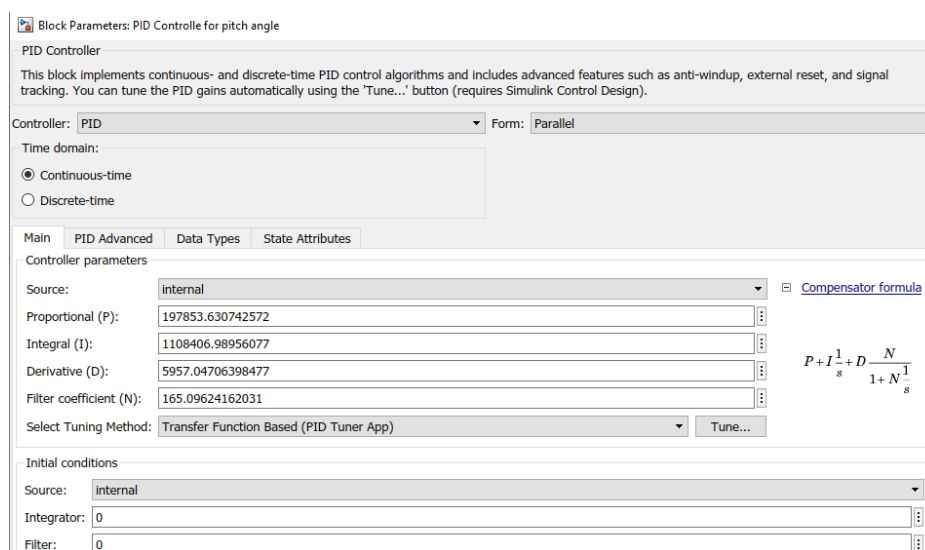 Block Parameters: PID Controlle for pitch angle
PID Controller
This block implements continuous- and discrete-time PID control algorithms and includes advanced features such as anti-windup, external reset, and signal
tracking. You can tune the PID gains automatically using the 'Tune...' button (requires Simulink Control Design).
Controller: PID Form: Parallel
Time domain:
Continuous-time
Discrete-time
Main PID Advanced Data Types State Attributes
Controller parameters
Source: internal Compensator formula
Proportional (P): 197853.630742572
Integral (I): 1108406.98956077
Derivative (D): 5957.04706398477
P+I 1/s + D N/(1+N 1/s)
Filter coefficient (N): 165.09624162031
Select Tuning Method: Transfer Function Based (PID Tuner App) Tune...
Initial conditions
Source: internal
Integrator: 0
Filter: 0